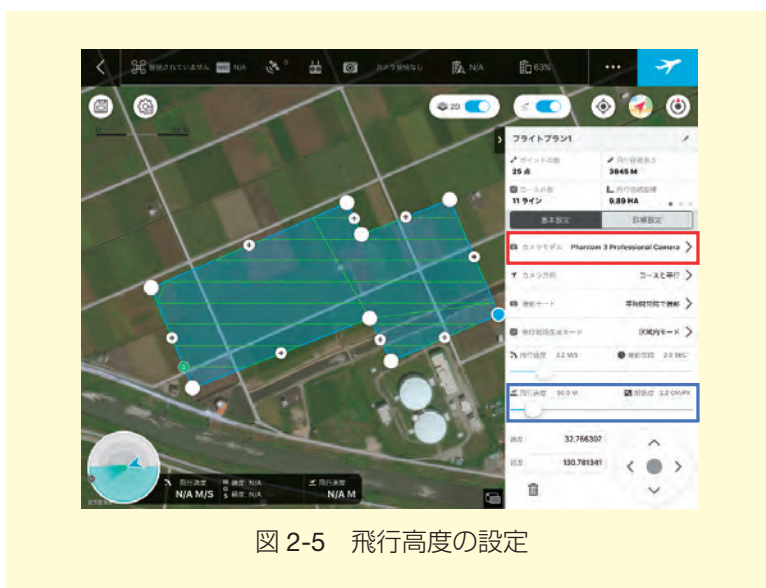 接続されていません N/A カメラ接続なし N/A 63%
2D
フライトプラン1
ポイントの数
25 点 3845 M
コースの数
11 ライン 9.89 HA
基本設定 詳細設定
カメラモデル Phantom 3 Professional Camera
カメラ方向 コースと平行
撮影モード 等時間間隔で撮影
飛行経路生成モード 区域内モード
飛行速度 3.2 M/S 撮影間隔 2.0 SEC
飛行高度 50.0 M 解像度 2.2 CM/PX
32.766307
130.781341
飛行速度 緯度: N/A 飛行高度
N/A M/S 経度: N/A N/A M
図 2-5 飛行高度の設定